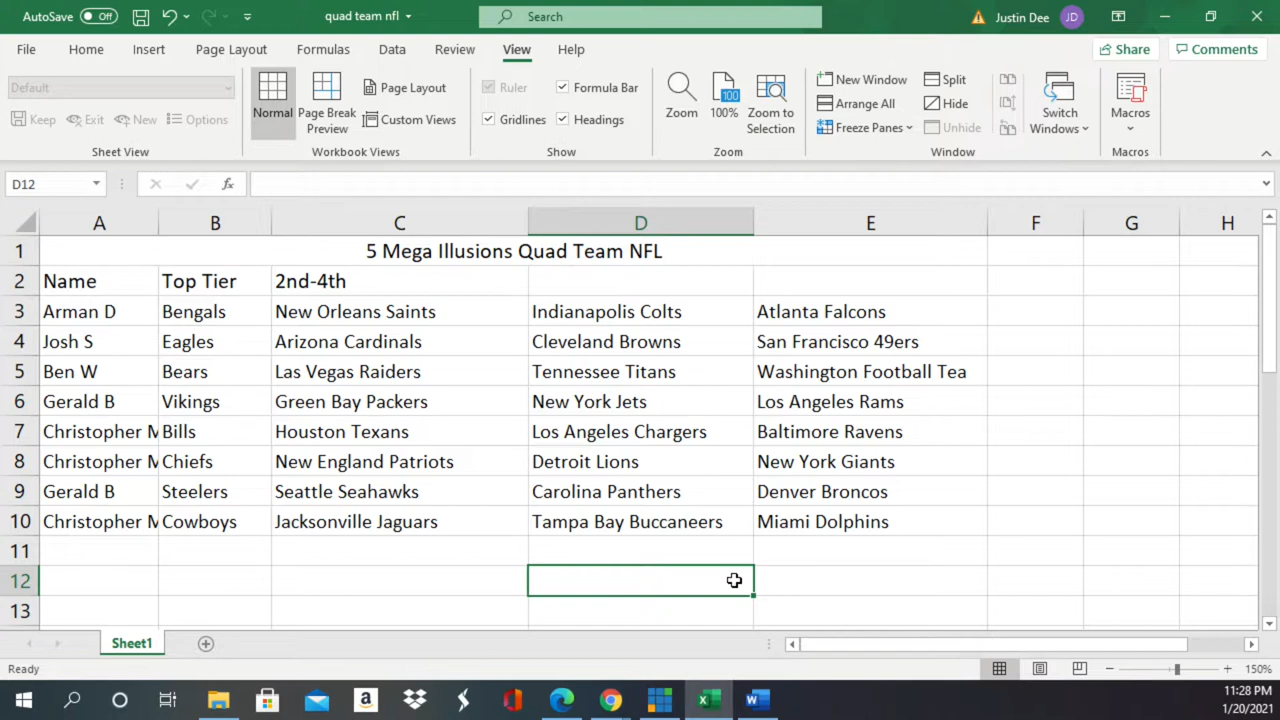 AutoSave Off quad team nfl Search Justin Dee JD
File Home Insert Page Layout Formulas Data Review View Help Share Comments
Default
Keep Exit New Options
Sheet View
Normal
Page Break Preview
Page Layout
Custom Views
Workbook Views
Ruler Formula Bar
Gridlines Headings
Show
Zoom
100
100%
Zoom to Selection
Zoom
New Window Split
Arrange All Hide
Freeze Panes Unhide
Switch Windows
Window
Macros
Macros
D12 fx
A B C D E F G H
1 5 Mega Illusions Quad Team NFL
2 Name Top Tier 2nd-4th
3 Arman D Bengals New Orleans Saints Indianapolis Colts Atlanta Falcons
4 Josh S Eagles Arizona Cardinals Cleveland Browns San Francisco 49ers
5 Ben W Bears Las Vegas Raiders Tennessee Titans Washington Football Tea
6 Gerald B Vikings Green Bay Packers New York Jets Los Angeles Rams
7 Christopher M Bills Houston Texans Los Angeles Chargers Baltimore Ravens
8 Christopher M Chiefs New England Patriots Detroit Lions New York Giants
9 Gerald B Steelers Seattle Seahawks Carolina Panthers Denver Broncos
10 Christopher M Cowboys Jacksonville Jaguars Tampa Bay Buccaneers Miami Dolphins
11
12
13
Sheet1
Ready 150%
11:28 PM
1/20/2021